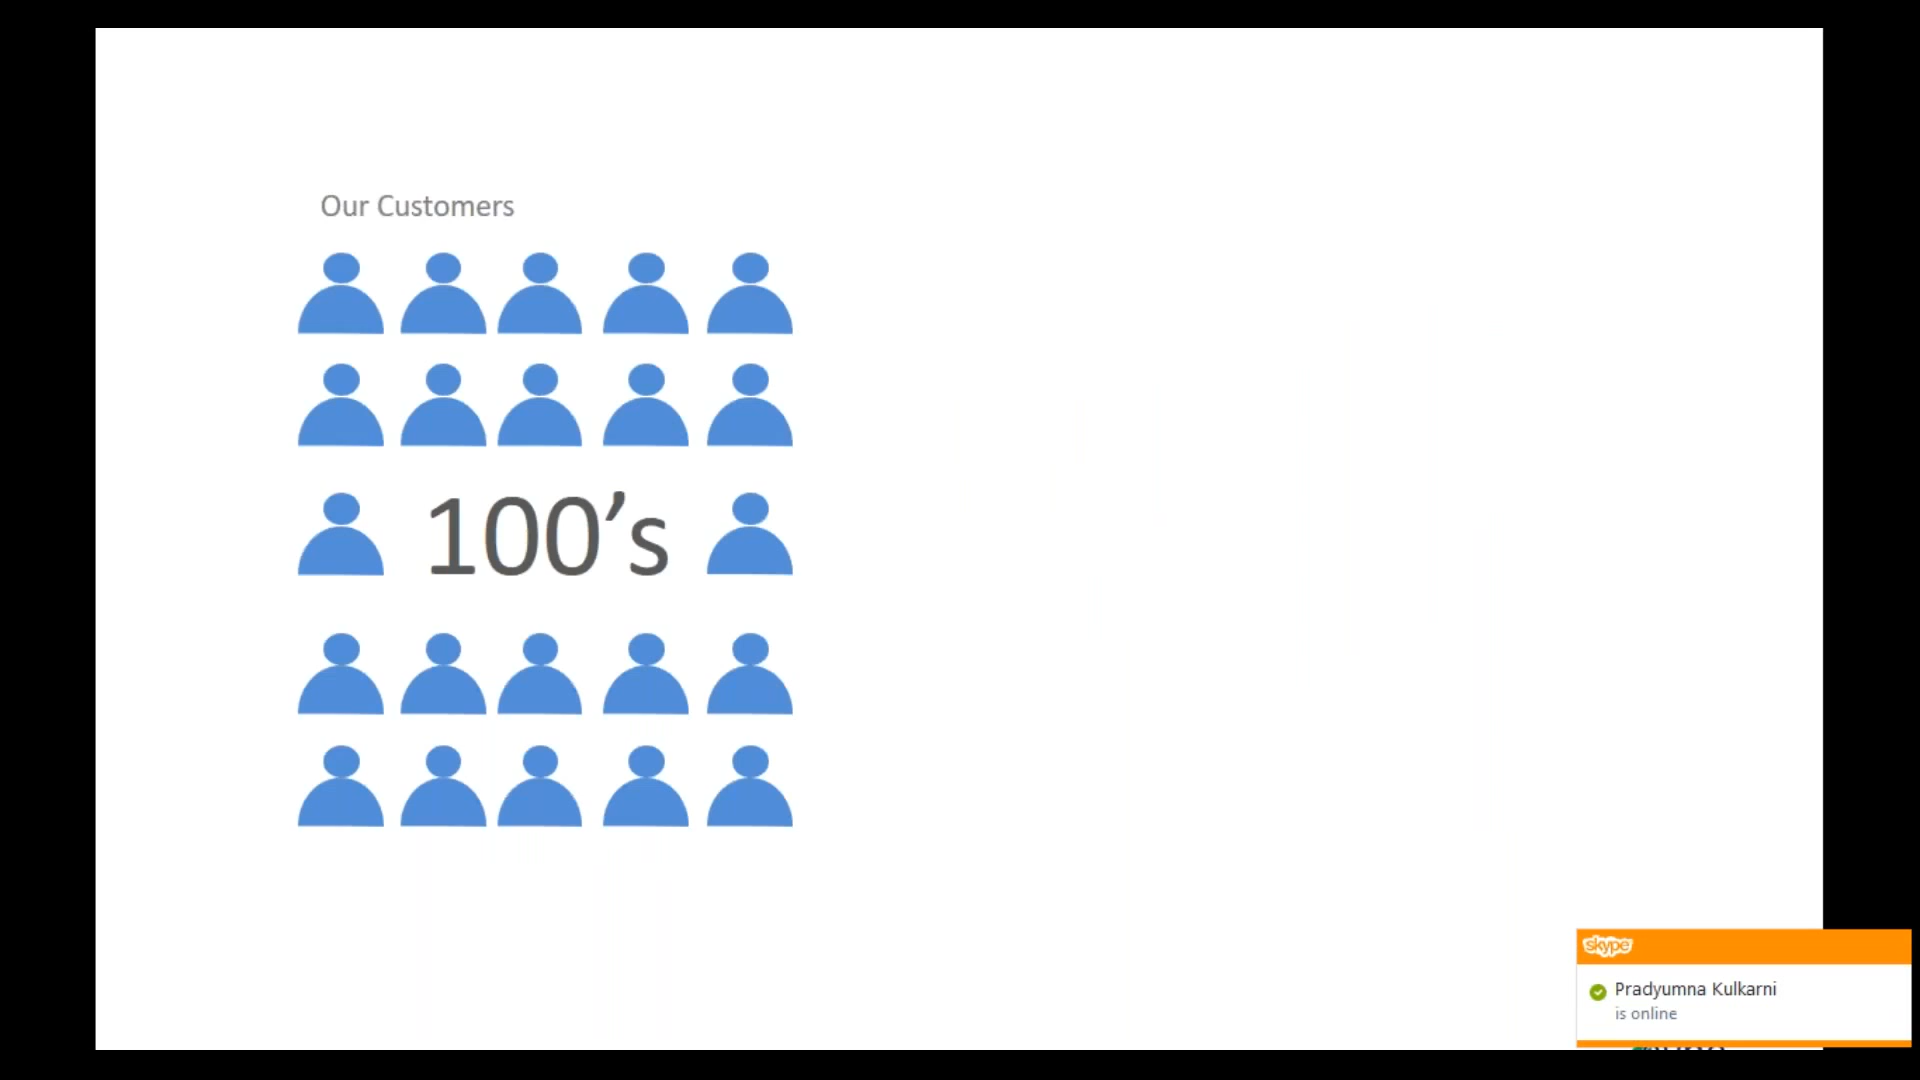 Our Customers
100’s
skype
Pradyumna Kulkarni
is online